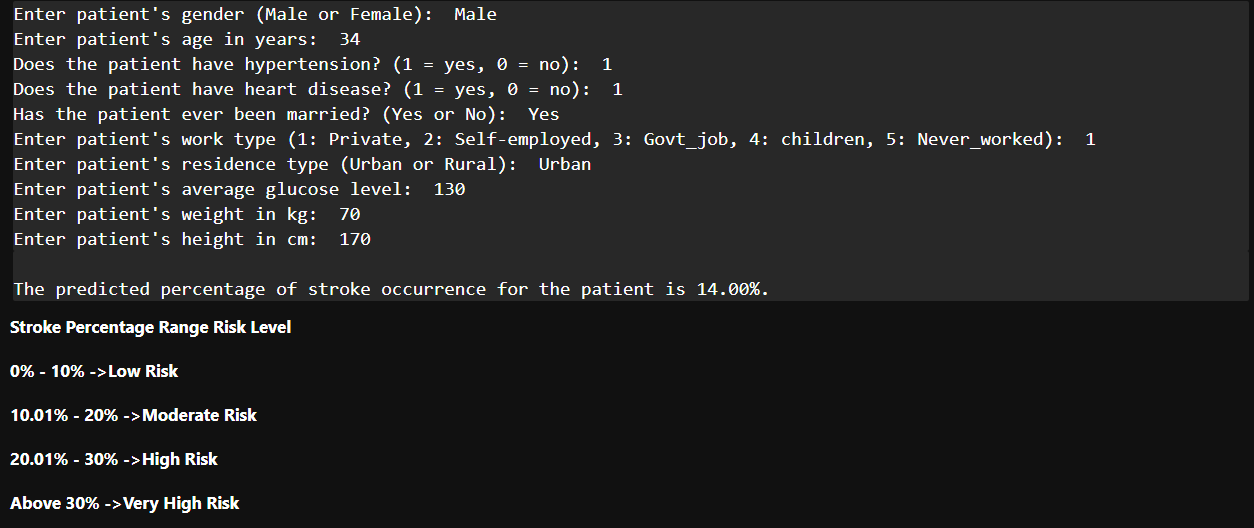 Enter patient's gender (Male or Female):  Male
Enter patient's age in years:  34
Does the patient have hypertension? (1 = yes, 0 = no):  1
Does the patient have heart disease? (1 = yes, 0 = no):  1
Has the patient ever been married? (Yes or No):  Yes
Enter patient's work type (1: Private, 2: Self-employed, 3: Govt_job, 4: children, 5: Never_worked):  1
Enter patient's residence type (Urban or Rural):  Urban
Enter patient's average glucose level:  130
Enter patient's weight in kg:  70
Enter patient's height in cm:  170
The predicted percentage of stroke occurrence for the patient is 14.00%.
Stroke Percentage Range Risk Level
0% - 10% ->Low Risk
10.01% - 20% ->Moderate Risk
20.01% - 30% ->High Risk
Above 30% ->Very High Risk